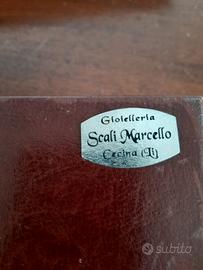 Gioielleria
Scali Marcello
Cecina (Li)
subito